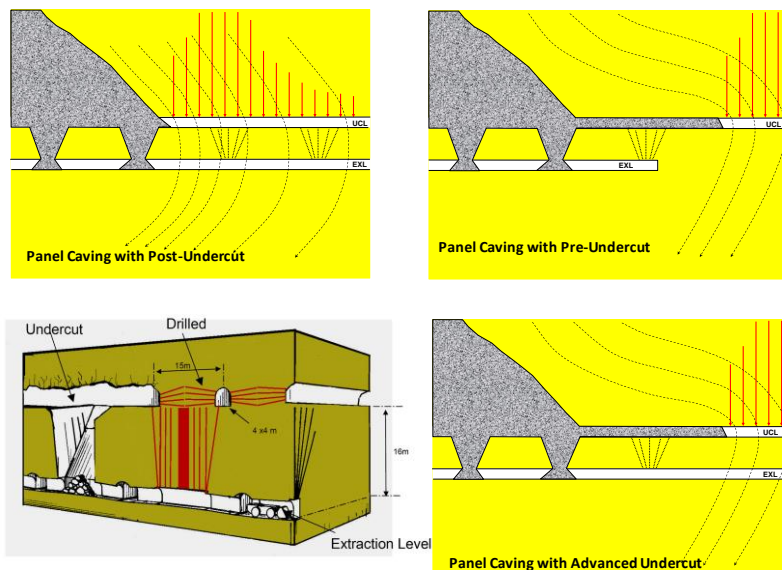 UCL
EXL
Panel Caving with Post-Undercut
UCL
EXL
Panel Caving with Pre-Undercut
Undercut
Drilled
15m
4 x4 m
16m
Extraction Level
UCL
EXL
Panel Caving with Advanced Undercut